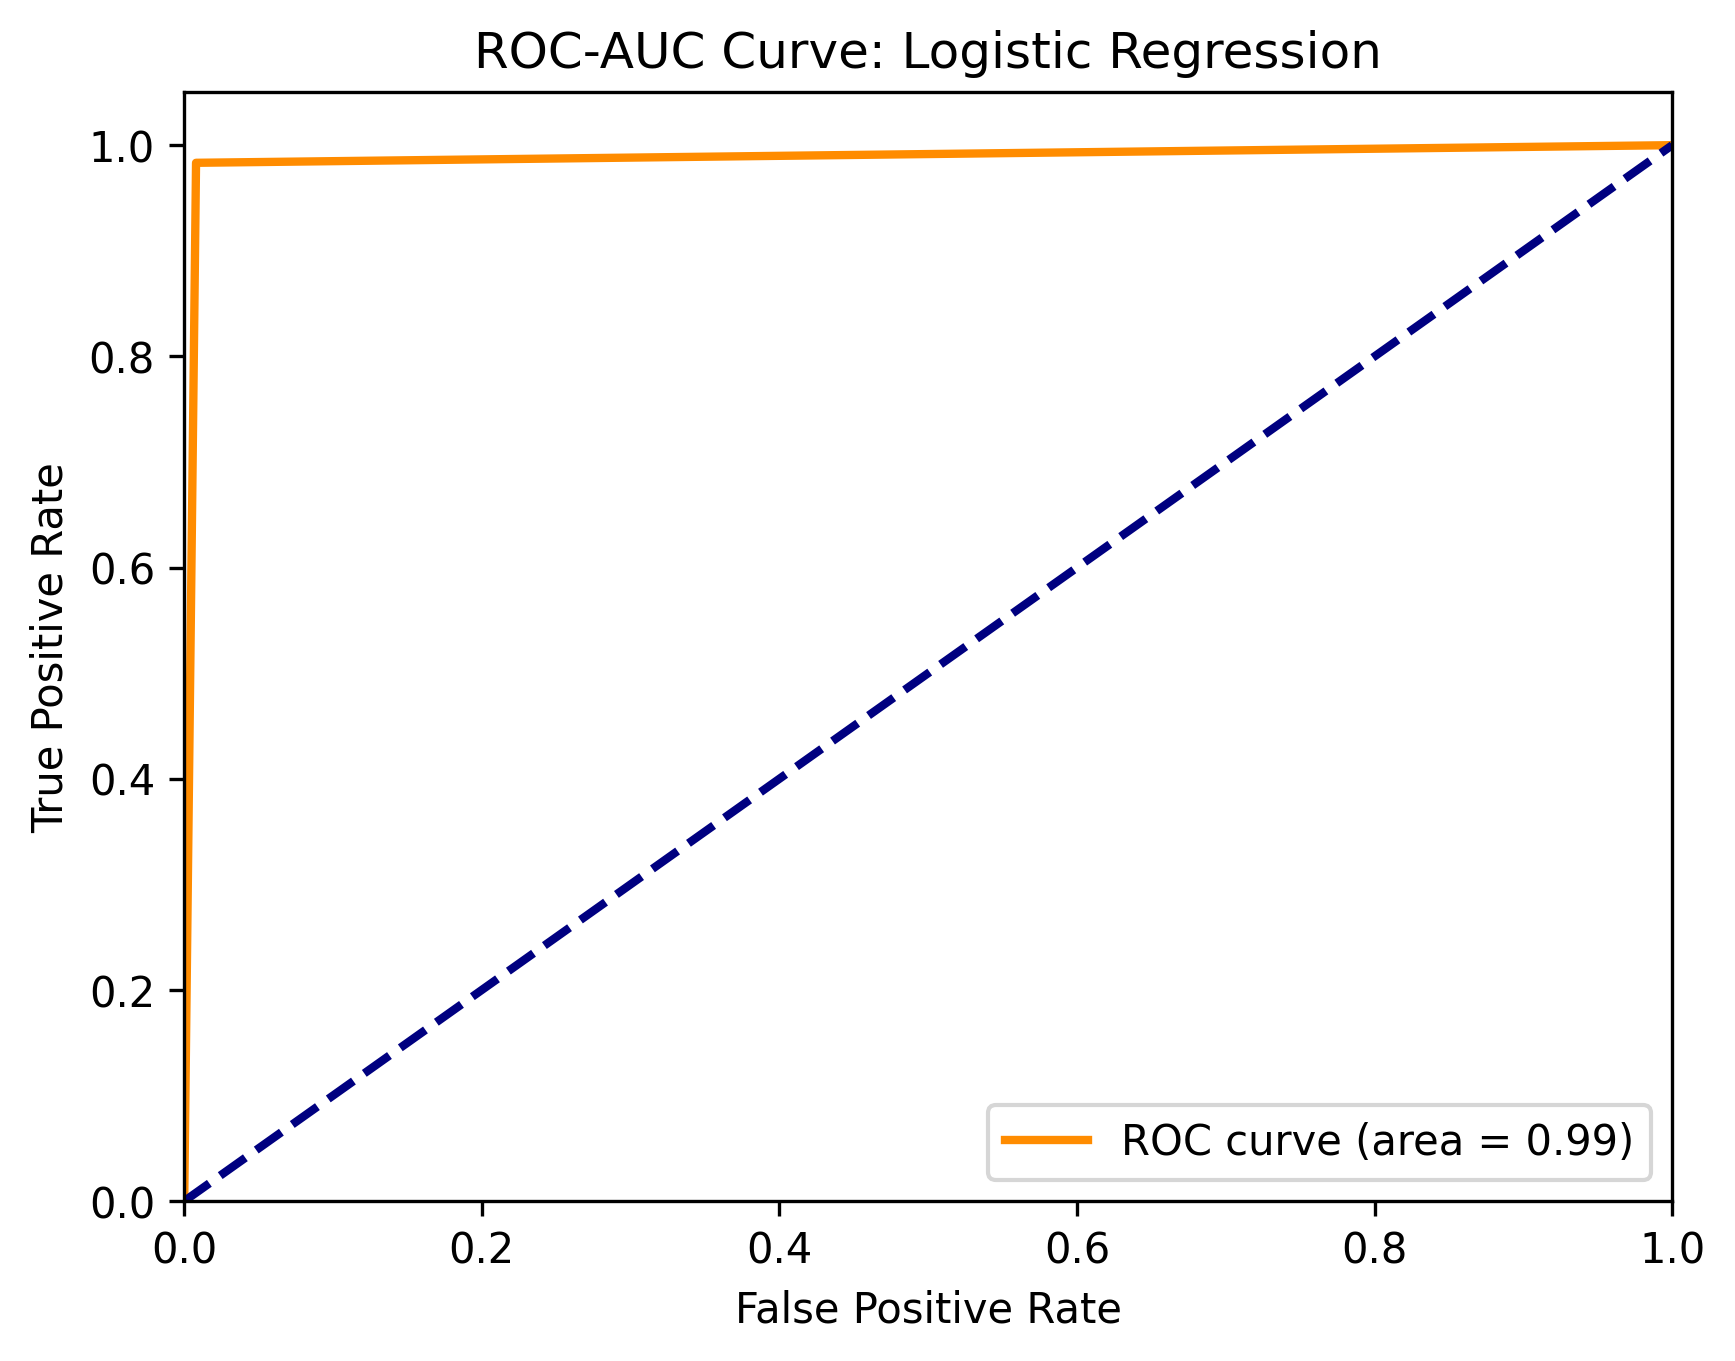 ROC-AUC Curve: Logistic Regression
1.0
0.8
0.6
0.4
0.2
0.0
True Positive Rate
ROC curve (area = 0.99)
0.0 0.2 0.4 0.6 0.8 1.0
False Positive Rate